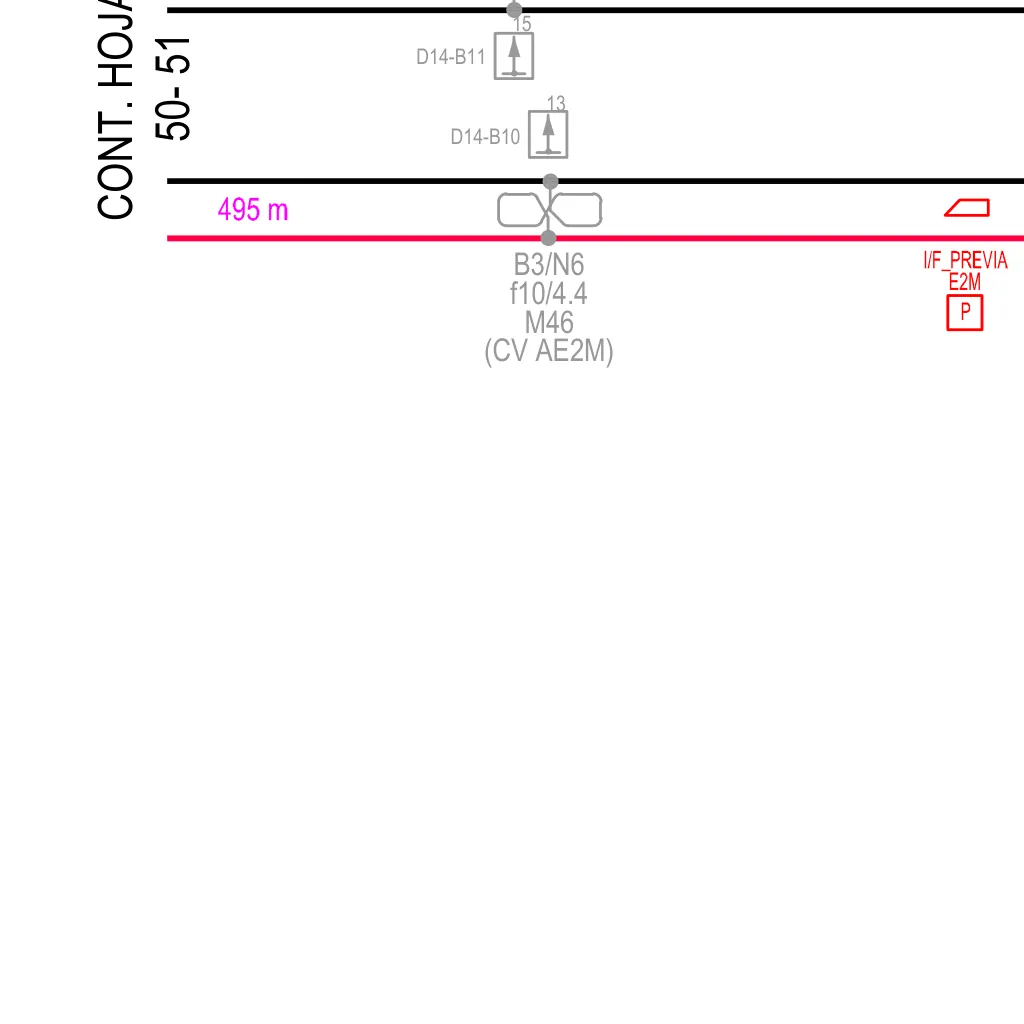 CONT. HOJA
50- 51
15
D14-B11
13
D14-B10
495 m
B3/N6
f10/4.4
M46
(CV AE2M)
I/F_PREVIA
E2M
P